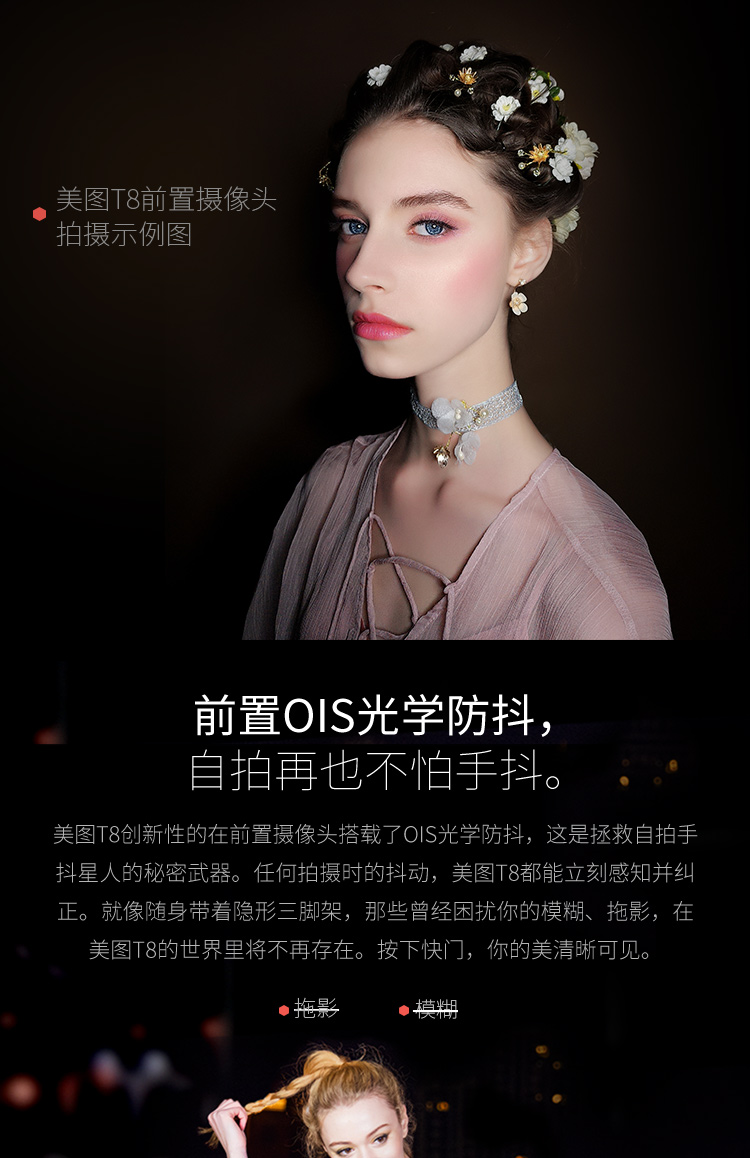 美图T8前置摄像头
拍摄示例图
前置OIS光学防抖，
自拍再也不怕手抖。
美图T8创新性的在前置摄像头搭载了OIS光学防抖，这是拯救自拍手
抖星人的秘密武器。任何拍摄时的抖动，美图T8都能立刻感知并纠
正。就像随身带着隐形三脚架，那些曾经困扰你的模糊、拖影，在
美图T8的世界里将不再存在。按下快门，你的美清晰可见。
拖影 模糊